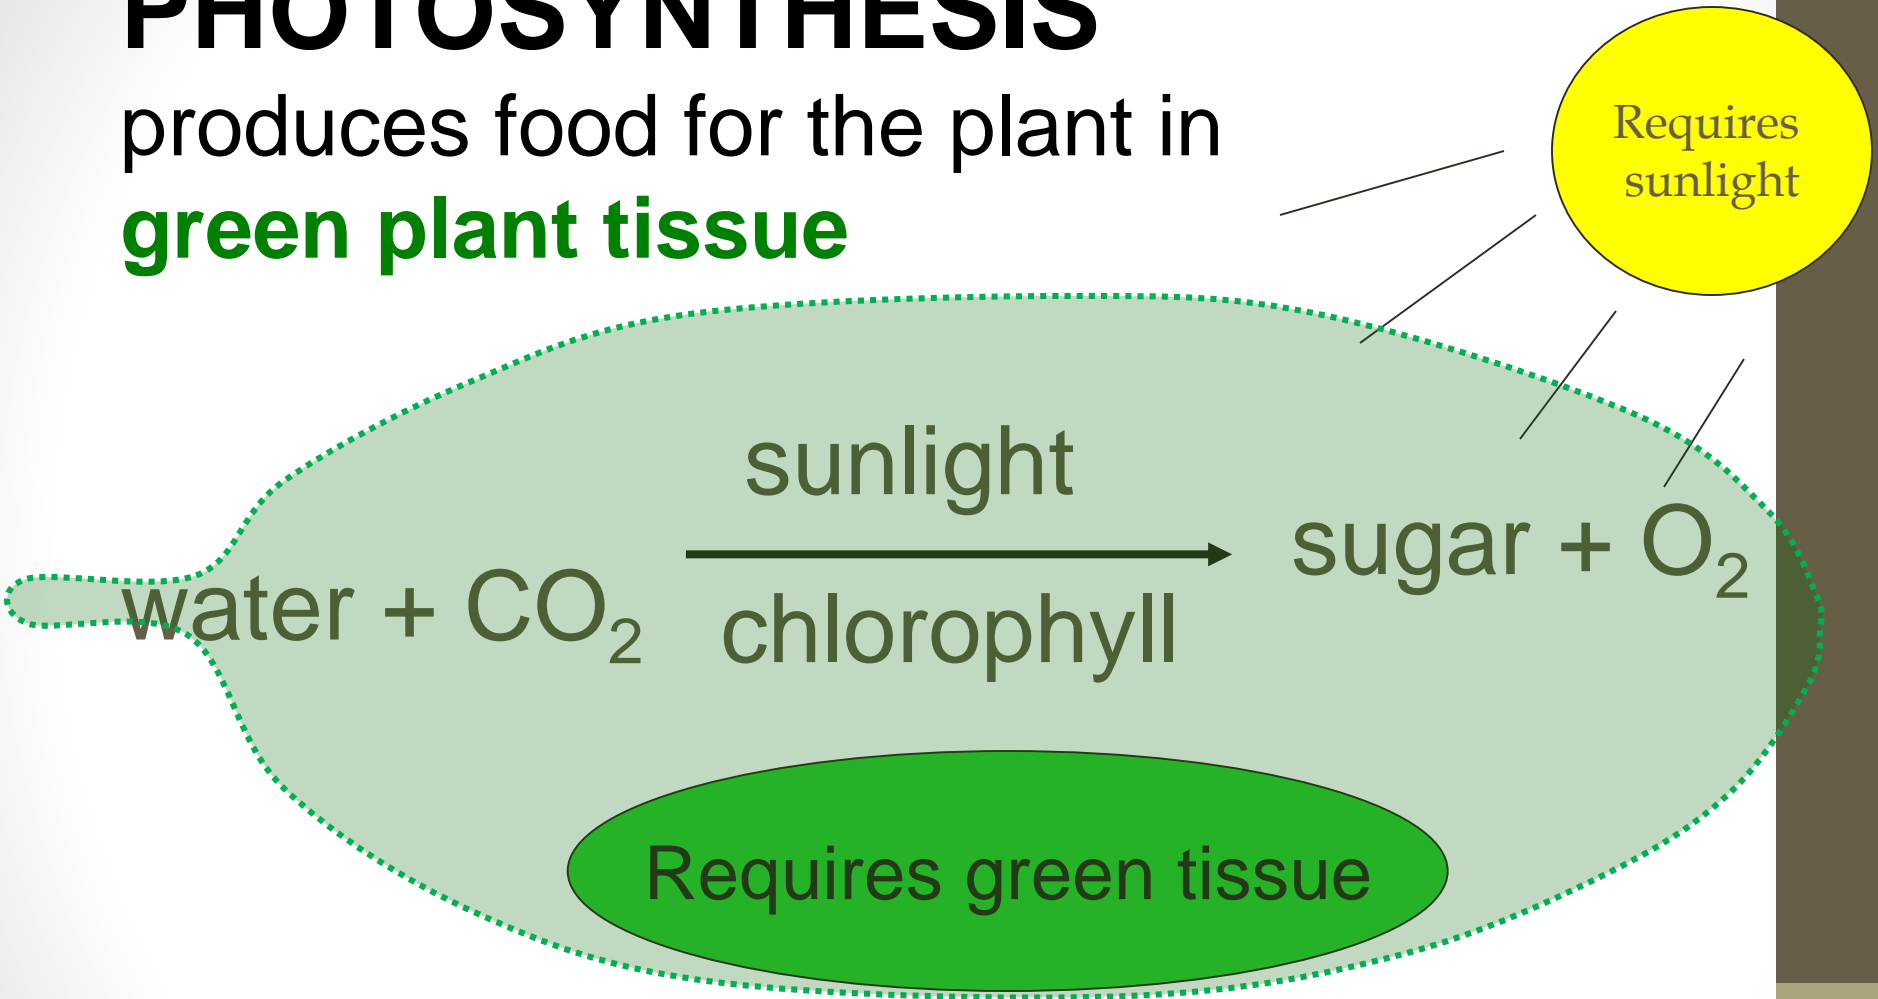 PHOTOSYNTHESIS
produces food for the plant in
green plant tissue
Requires
sunlight
sunlight
water + CO₂
sugar + O₂
chlorophyll
Requires green tissue